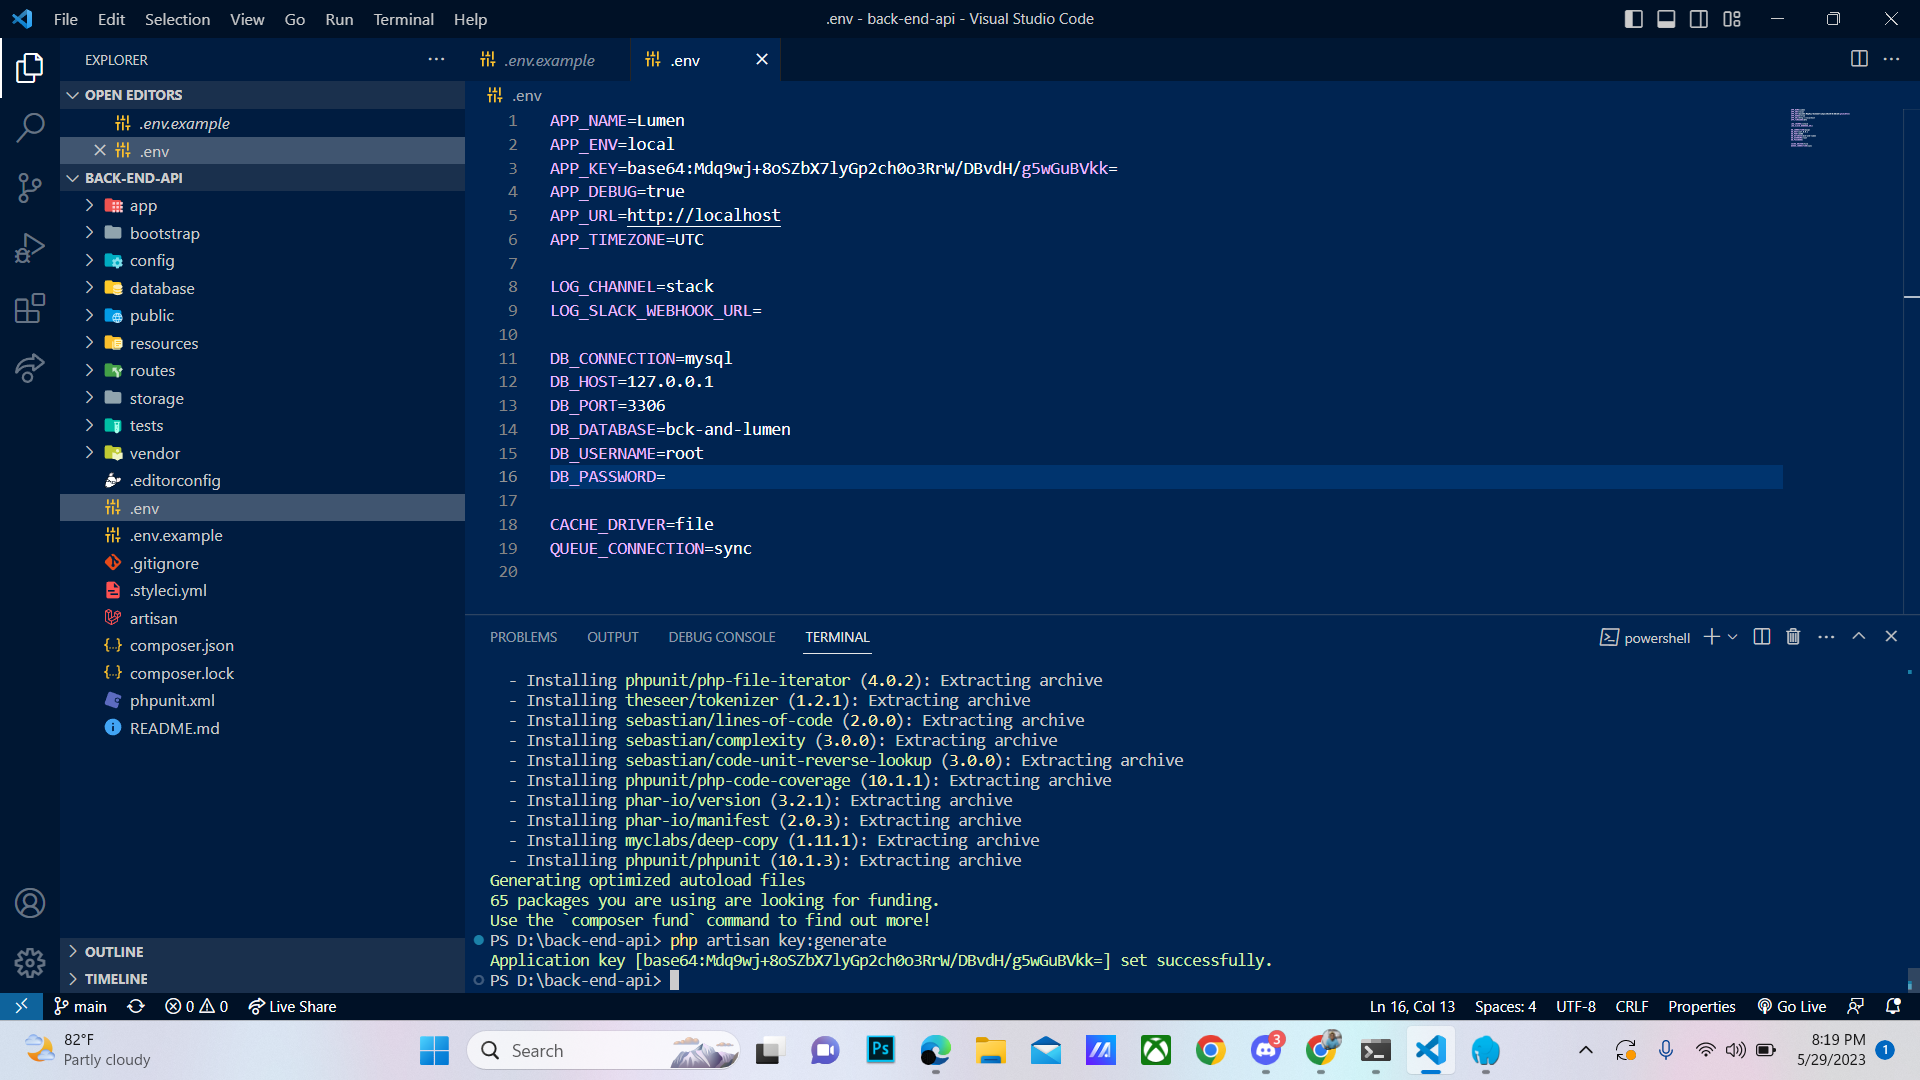 File Edit Selection View Go Run Terminal Help
.env - back-end-api - Visual Studio Code
EXPLORER
OPEN EDITORS
.env.example
.env
BACK-END-API
app
bootstrap
config
database
public
resources
routes
storage
tests
vendor
.editorconfig
.env
.env.example
.gitignore
.styleci.yml
artisan
composer.json
composer.lock
phpunit.xml
README.md
OUTLINE
TIMELINE
.env.example
.env
.env
1 APP_NAME=Lumen
2 APP_ENV=local
3 APP_KEY=base64:Mdq9wj+8oSZbX7lyGp2ch0o3RrW/DBvdH/g5wGuBVkk=
4 APP_DEBUG=true
5 APP_URL=http://localhost
6 APP_TIMEZONE=UTC
7
8 LOG_CHANNEL=stack
9 LOG_SLACK_WEBHOOK_URL=
10
11 DB_CONNECTION=mysql
12 DB_HOST=127.0.0.1
13 DB_PORT=3306
14 DB_DATABASE=bck-and-lumen
15 DB_USERNAME=root
16 DB_PASSWORD=
17
18 CACHE_DRIVER=file
19 QUEUE_CONNECTION=sync
20
PROBLEMS OUTPUT DEBUG CONSOLE TERMINAL
powershell
- Installing phpunit/php-file-iterator (4.0.2): Extracting archive
- Installing theseer/tokenizer (1.2.1): Extracting archive
- Installing sebastian/lines-of-code (2.0.0): Extracting archive
- Installing sebastian/complexity (3.0.0): Extracting archive
- Installing sebastian/code-unit-reverse-lookup (3.0.0): Extracting archive
- Installing phpunit/php-code-coverage (10.1.1): Extracting archive
- Installing phar-io/version (3.2.1): Extracting archive
- Installing phar-io/manifest (2.0.3): Extracting archive
- Installing myclabs/deep-copy (1.11.1): Extracting archive
- Installing phpunit/phpunit (10.1.3): Extracting archive
Generating optimized autoload files
65 packages you are using are looking for funding.
Use the `composer fund` command to find out more!
PS D:\back-end-api> php artisan key:generate
Application key [base64:Mdq9wj+8oSZbX7lyGp2ch0o3RrW/DBvdH/g5wGuBVkk=] set successfully.
PS D:\back-end-api>
main 0 0 Live Share
Ln 16, Col 13 Spaces: 4 UTF-8 CRLF Properties Go Live
82°F
Partly cloudy
Search
Ps
3
8:19 PM
5/29/2023
1